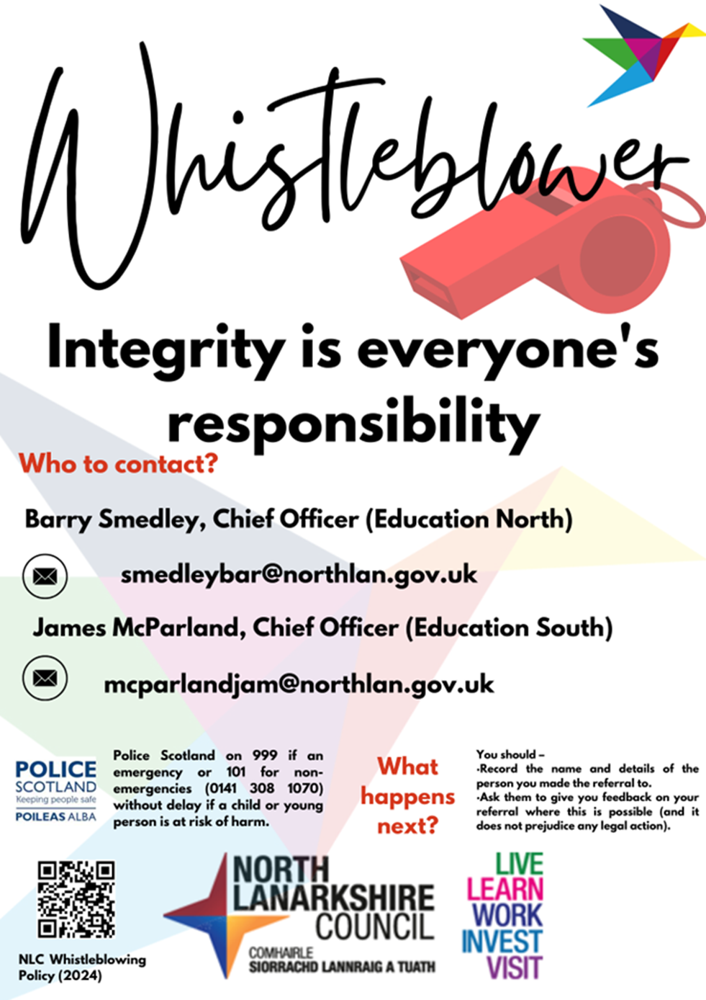 Whistleblower
Integrity is everyone's
responsibility
Who to contact?
Barry Smedley, Chief Officer (Education North)
smedleybar@northlan.gov.uk
James McParland, Chief Officer (Education South)
mcparlandjam@northlan.gov.uk
POLICE
SCOTLAND
Keeping people safe
POILEAS ALBA
Police Scotland on 999 if an
emergency or 101 for non-
emergencies (0141 308 1070)
without delay if a child or young
person is at risk of harm.
What
happens
next?
You should –
•Record the name and details of the
person you made the referral to.
•Ask them to give you feedback on your
referral where this is possible (and it
does not prejudice any legal action).
NLC Whistleblowing
Policy (2024)
NORTH
LANARKSHIRE
COUNCIL
COMHAIRLE
SIORRACHD LANNRAIG A TUATH
LIVE
LEARN
WORK
INVEST
VISIT